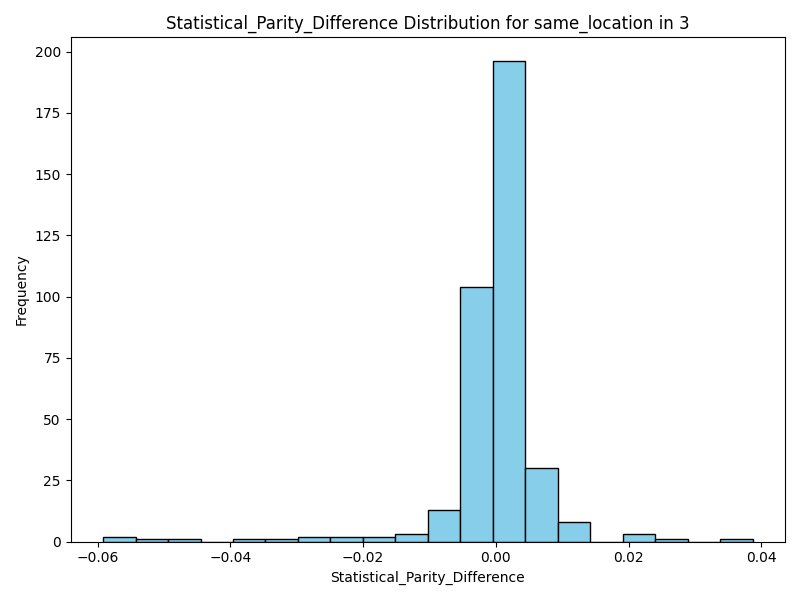 Statistical_Parity_Difference Distribution for same_location in 3
200
175
150
125
100
75
50
25
0
Frequency
−0.06 −0.04 −0.02 0.00 0.02 0.04
Statistical_Parity_Difference